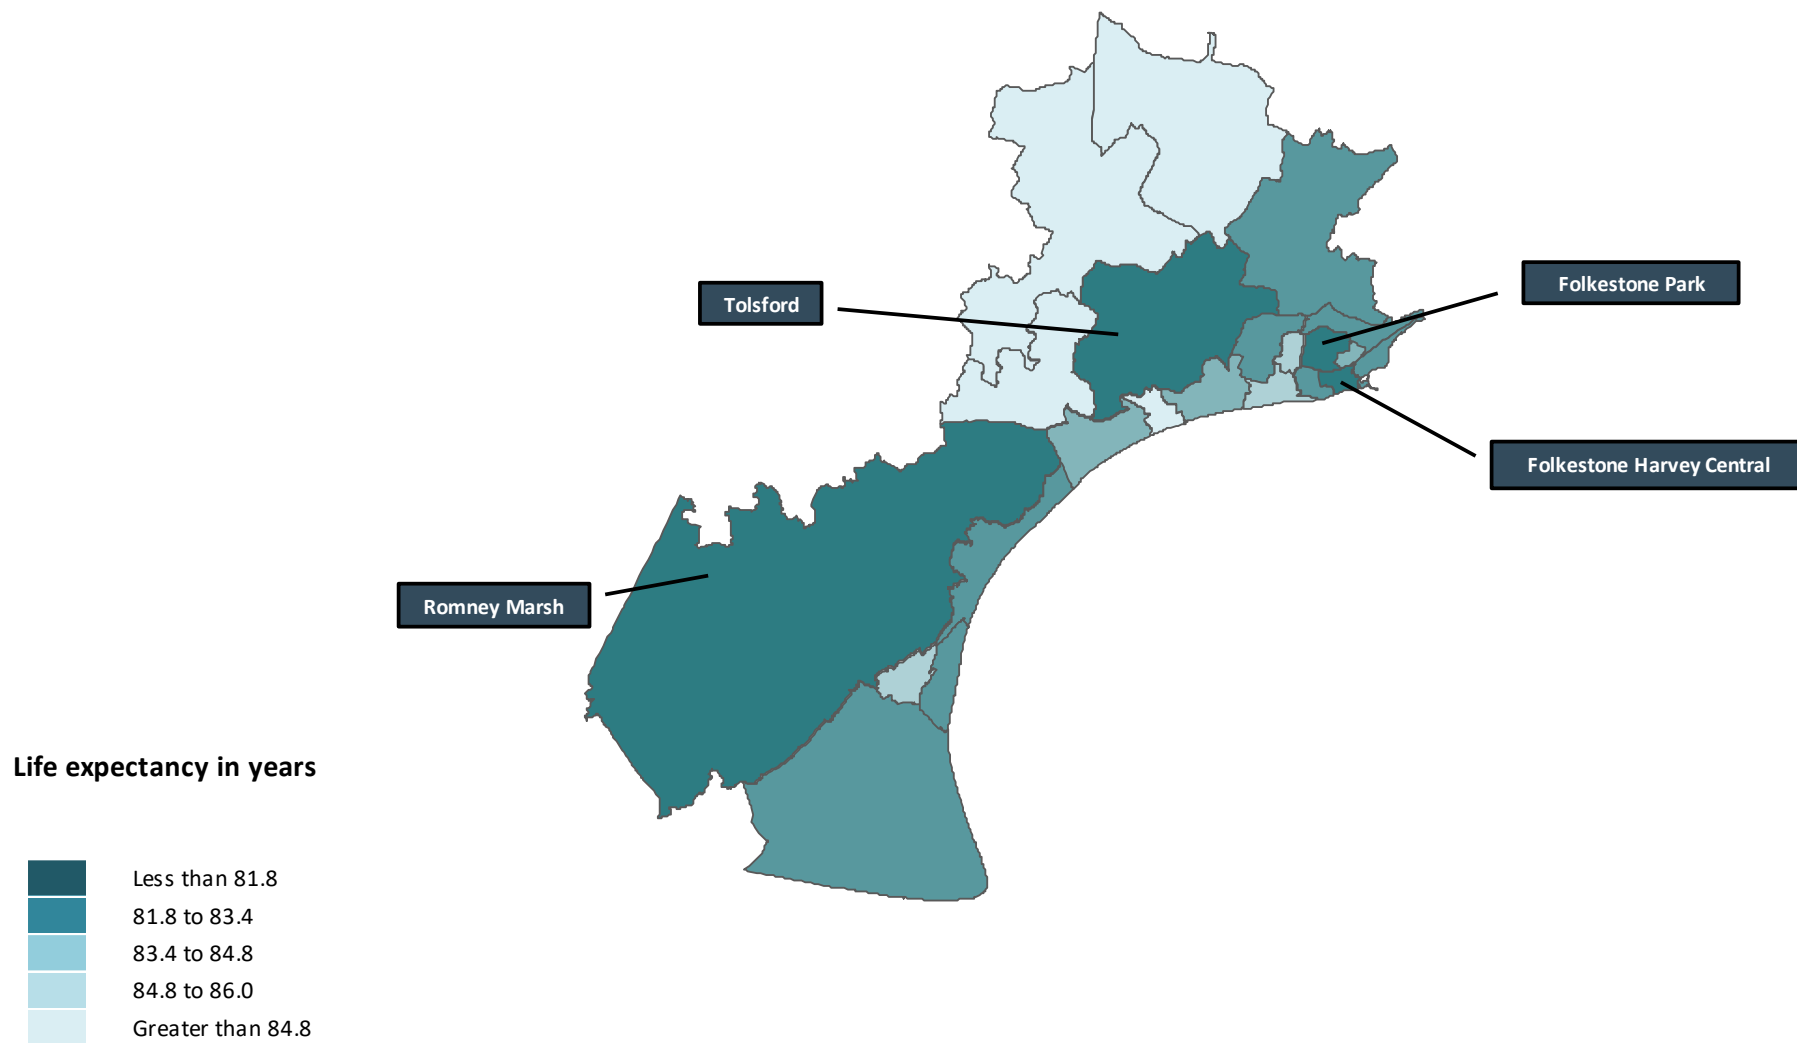 Folkestone Park
Tolsford
Folkestone Harvey Central
Romney Marsh
Life expectancy in years
Less than 81.8
81.8 to 83.4
83.4 to 84.8
84.8 to 86.0
Greater than 84.8